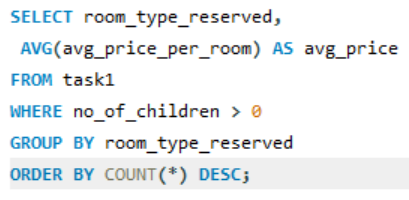 SELECT room_type_reserved,
AVG(avg_price_per_room) AS avg_price
FROM task1
WHERE no_of_children > 0
GROUP BY room_type_reserved
ORDER BY COUNT(*) DESC;